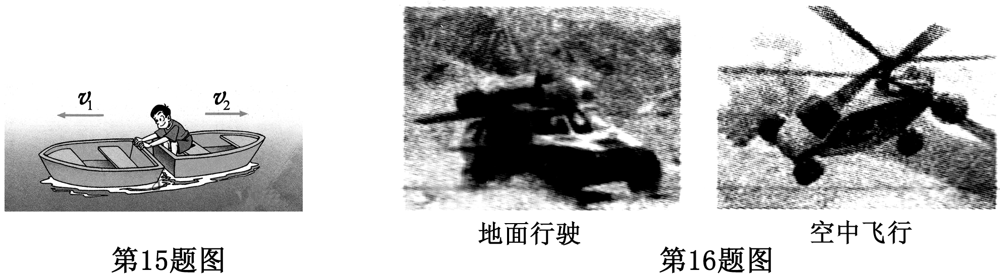 v1
v2
地面行驶
空中飞行
第15题图
第16题图